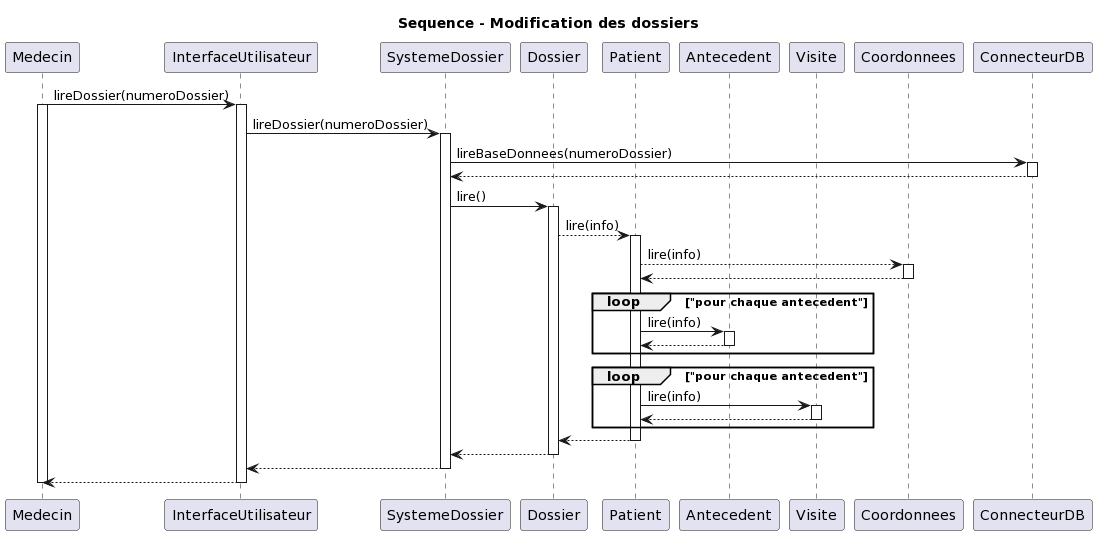 Sequence - Modification des dossiers
Medecin InterfaceUtilisateur SystemeDossier Dossier Patient Antecedent Visite Coordonnees ConnecteurDB
lireDossier(numeroDossier)
lireDossier(numeroDossier)
lireBaseDonnees(numeroDossier)
lire()
lire(info)
lire(info)
loop ["pour chaque antecedent"]
lire(info)
loop ["pour chaque antecedent"]
lire(info)
Medecin InterfaceUtilisateur SystemeDossier Dossier Patient Antecedent Visite Coordonnees ConnecteurDB